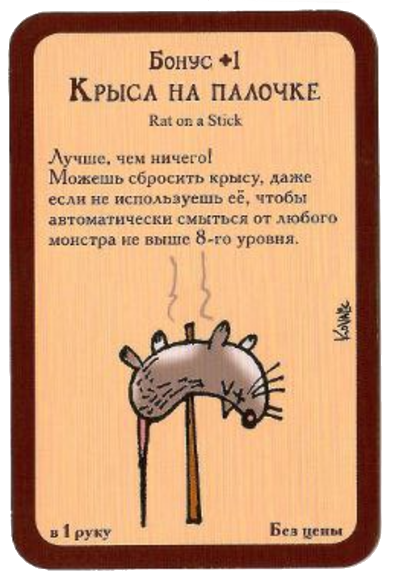 Бонус +1
Крыса на палочке
Rat on a Stick
Лучше, чем ничего!
Можешь сбросить крысу, даже
если не используешь её, чтобы
автоматически смыться от любого
монстра не выше 8-го уровня.
Kovalic
в 1 руку
Без цены